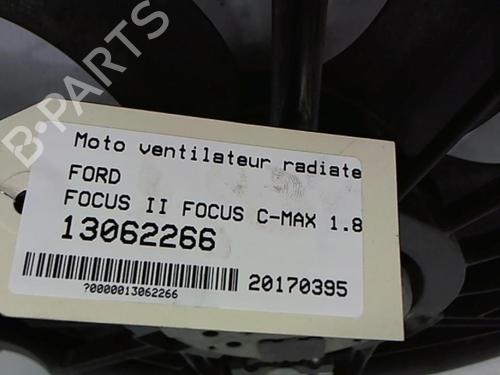 B-PARTS
Moto ventilateur radiate
FORD
FOCUS II FOCUS C-MAX 1.8
13062266
20170395
?0000013062266